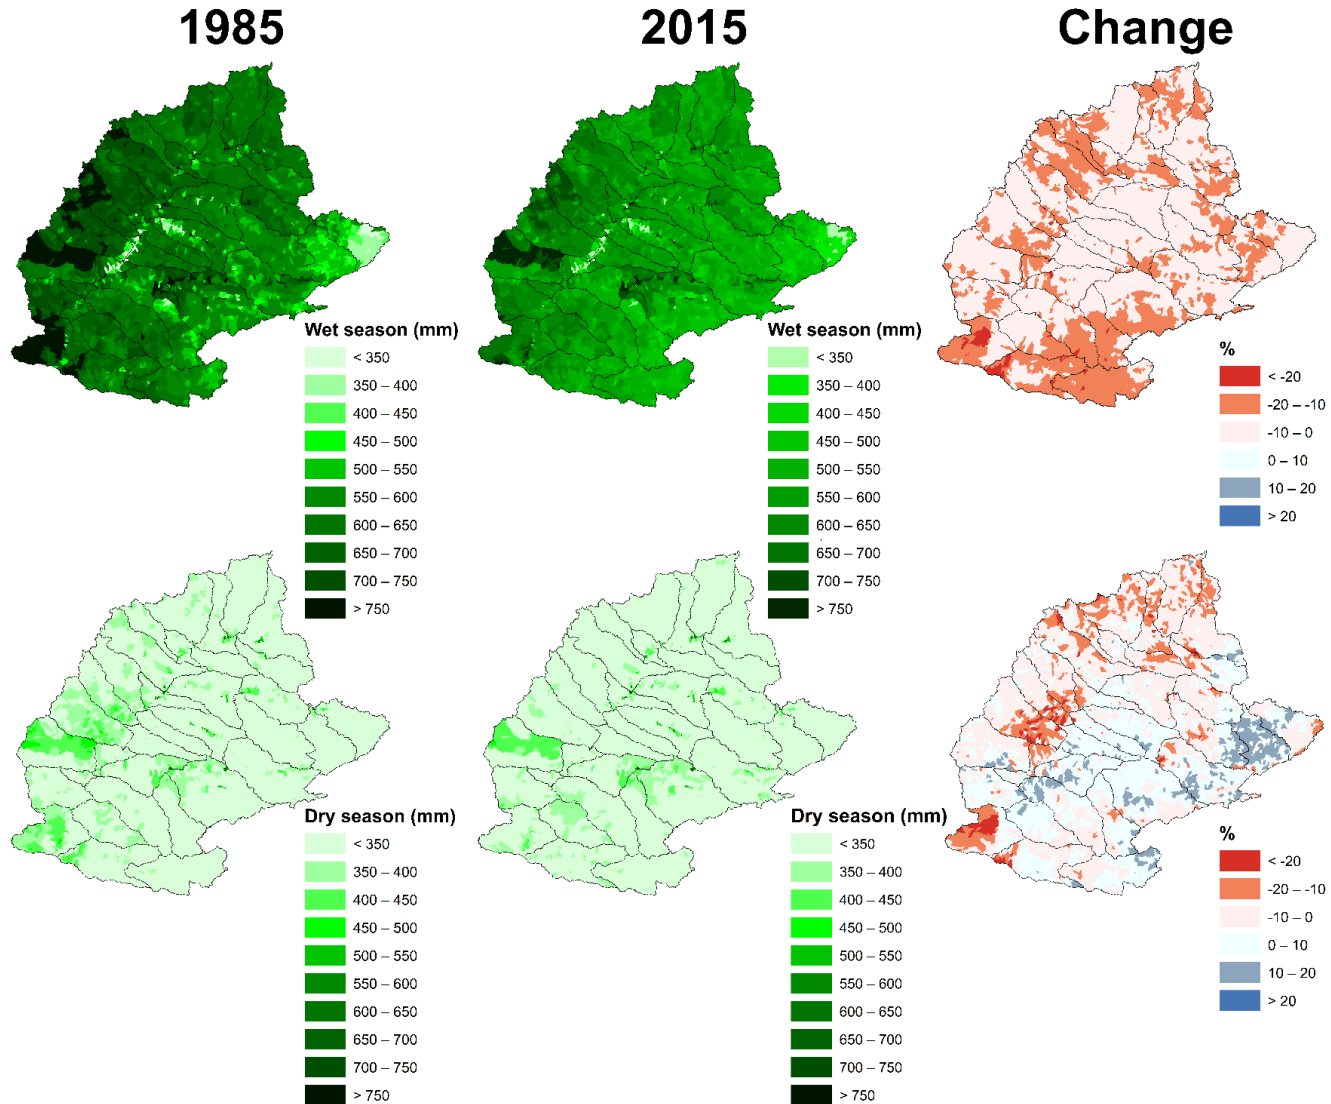 1985
2015
Change
Wet season (mm)
< 350
350 – 400
400 – 450
450 – 500
500 – 550
550 – 600
600 – 650
650 – 700
700 – 750
> 750
Wet season (mm)
< 350
350 – 400
400 – 450
450 – 500
500 – 550
550 – 600
600 – 650
650 – 700
700 – 750
> 750
%
< -20
-20 – -10
-10 – 0
0 – 10
10 – 20
> 20
Dry season (mm)
< 350
350 – 400
400 – 450
450 – 500
500 – 550
550 – 600
600 – 650
650 – 700
700 – 750
> 750
Dry season (mm)
< 350
350 – 400
400 – 450
450 – 500
500 – 550
550 – 600
600 – 650
650 – 700
700 – 750
> 750
%
< -20
-20 – -10
-10 – 0
0 – 10
10 – 20
> 20